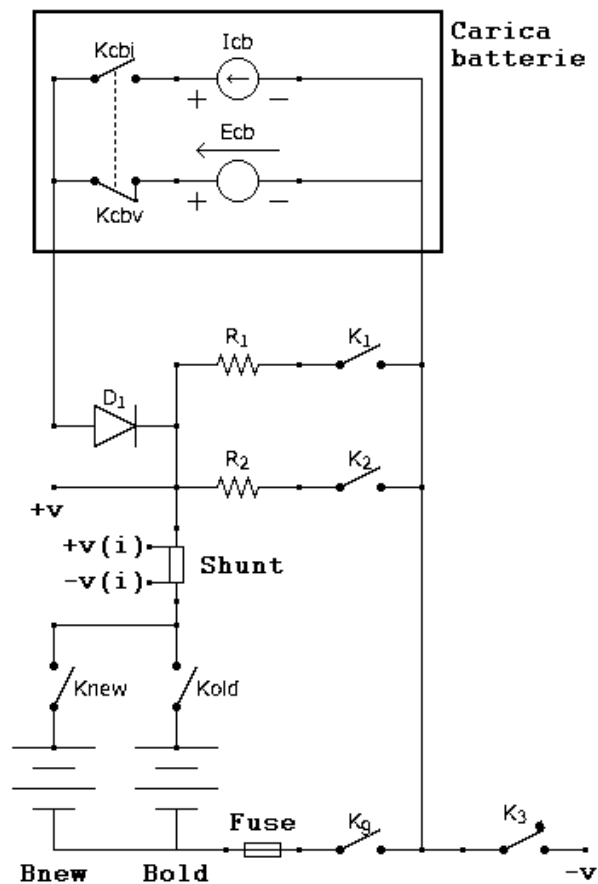 Carica
batterie
Kcbi
Icb
+
−
Ecb
+
−
Kcbv
R1
K1
D1
R2
K2
+v
+v(i)
-v(i)
Shunt
Knew
Kold
Fuse
K9
K3
Bnew
Bold
-v